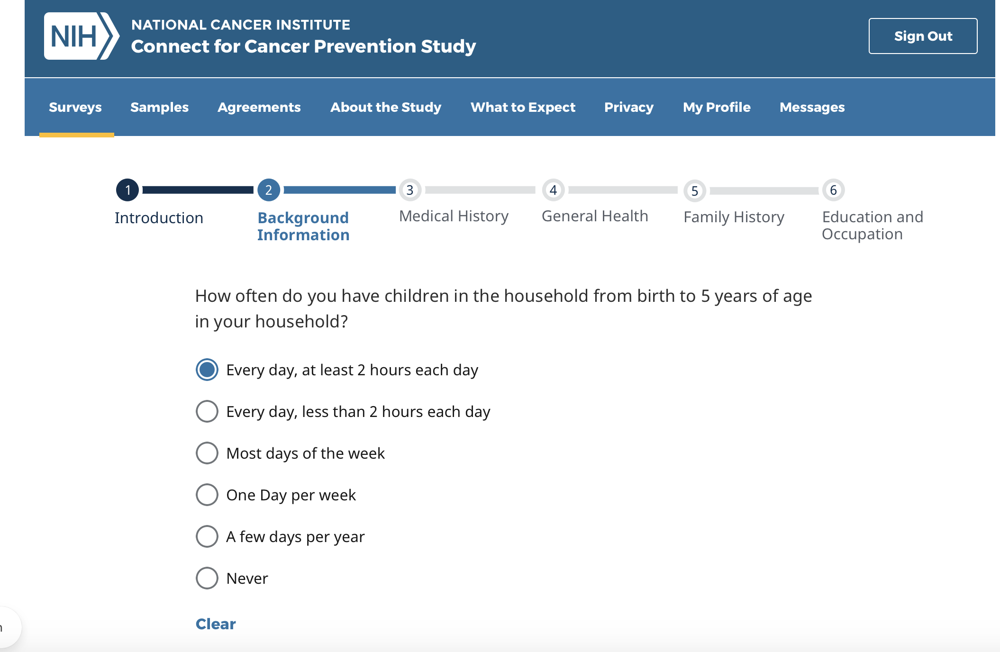 NIH
NATIONAL CANCER INSTITUTE
Connect for Cancer Prevention Study
Sign Out
Surveys Samples Agreements About the Study What to Expect Privacy My Profile Messages
1 2 3 4 5 6
Introduction
Background
Information
Medical History
General Health
Family History
Education and
Occupation
How often do you have children in the household from birth to 5 years of age
in your household?
Every day, at least 2 hours each day
Every day, less than 2 hours each day
Most days of the week
One Day per week
A few days per year
Never
Clear